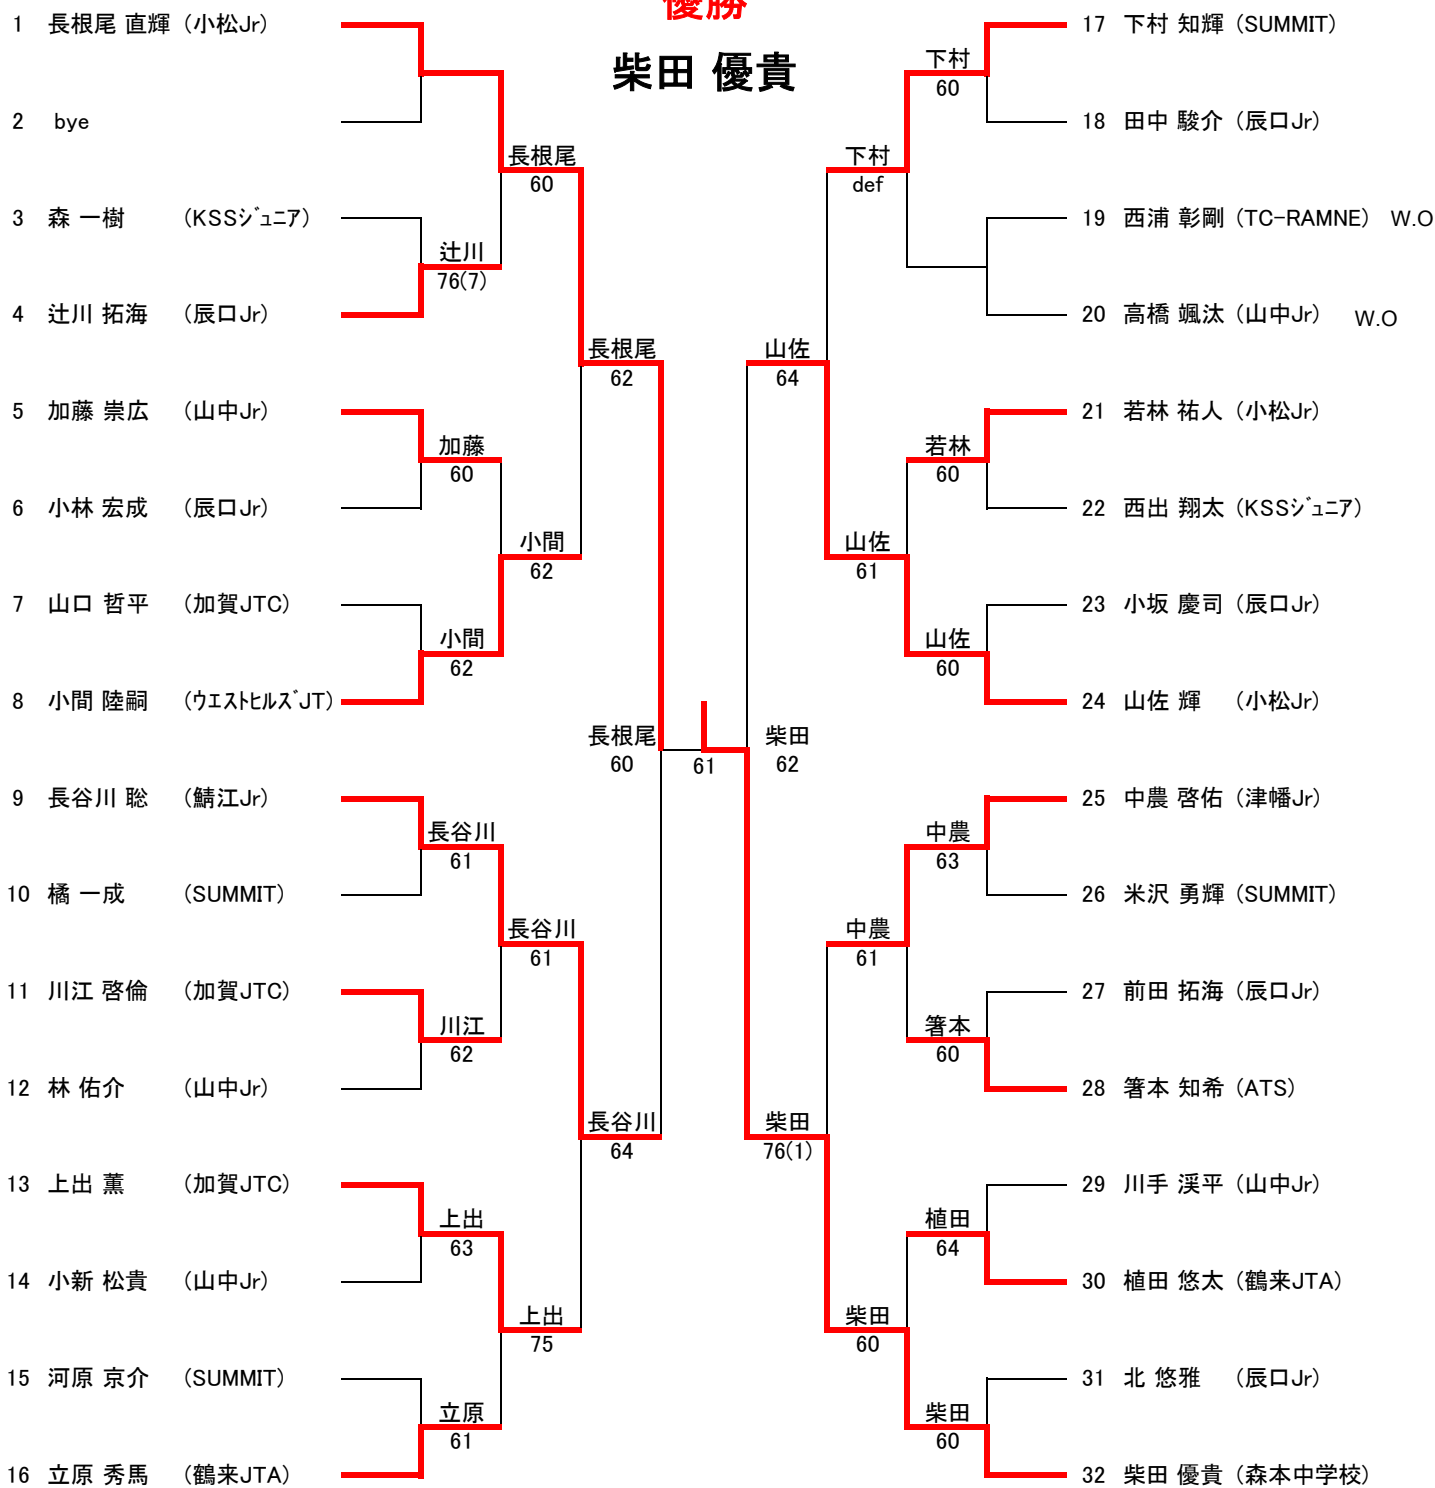 優勝
柴田 優貴
1 長根尾 直輝 (小松Jr)
2 bye
3 森 一樹 (KSSジュニア)
4 辻川 拓海 (辰口Jr)
5 加藤 崇広 (山中Jr)
6 小林 宏成 (辰口Jr)
7 山口 哲平 (加賀JTC)
8 小間 陸嗣 (ウエストヒルズJT)
9 長谷川 聡 (鯖江Jr)
10 橘 一成 (SUMMIT)
11 川江 啓倫 (加賀JTC)
12 林 佑介 (山中Jr)
13 上出 薫 (加賀JTC)
14 小新 松貴 (山中Jr)
15 河原 京介 (SUMMIT)
16 立原 秀馬 (鶴来JTA)
辻川
76(7)
加藤
60
小間
62
長谷川
61
川江
62
上出
63
立原
61
長根尾
60
小間
62
長谷川
61
上出
75
長根尾
62
長谷川
64
長根尾
60
61
柴田
62
山佐
64
柴田
76(1)
下村
def
山佐
61
中農
61
柴田
60
下村
60
若林
60
山佐
60
中農
63
箸本
60
植田
64
柴田
60
17 下村 知輝 (SUMMIT)
18 田中 駿介 (辰口Jr)
19 西浦 彰剛 (TC-RAMNE) W.O
20 高橋 颯汰 (山中Jr) W.O
21 若林 祐人 (小松Jr)
22 西出 翔太 (KSSジュニア)
23 小坂 慶司 (辰口Jr)
24 山佐 輝 (小松Jr)
25 中農 啓佑 (津幡Jr)
26 米沢 勇輝 (SUMMIT)
27 前田 拓海 (辰口Jr)
28 箸本 知希 (ATS)
29 川手 渓平 (山中Jr)
30 植田 悠太 (鶴来JTA)
31 北 悠雅 (辰口Jr)
32 柴田 優貴 (森本中学校)